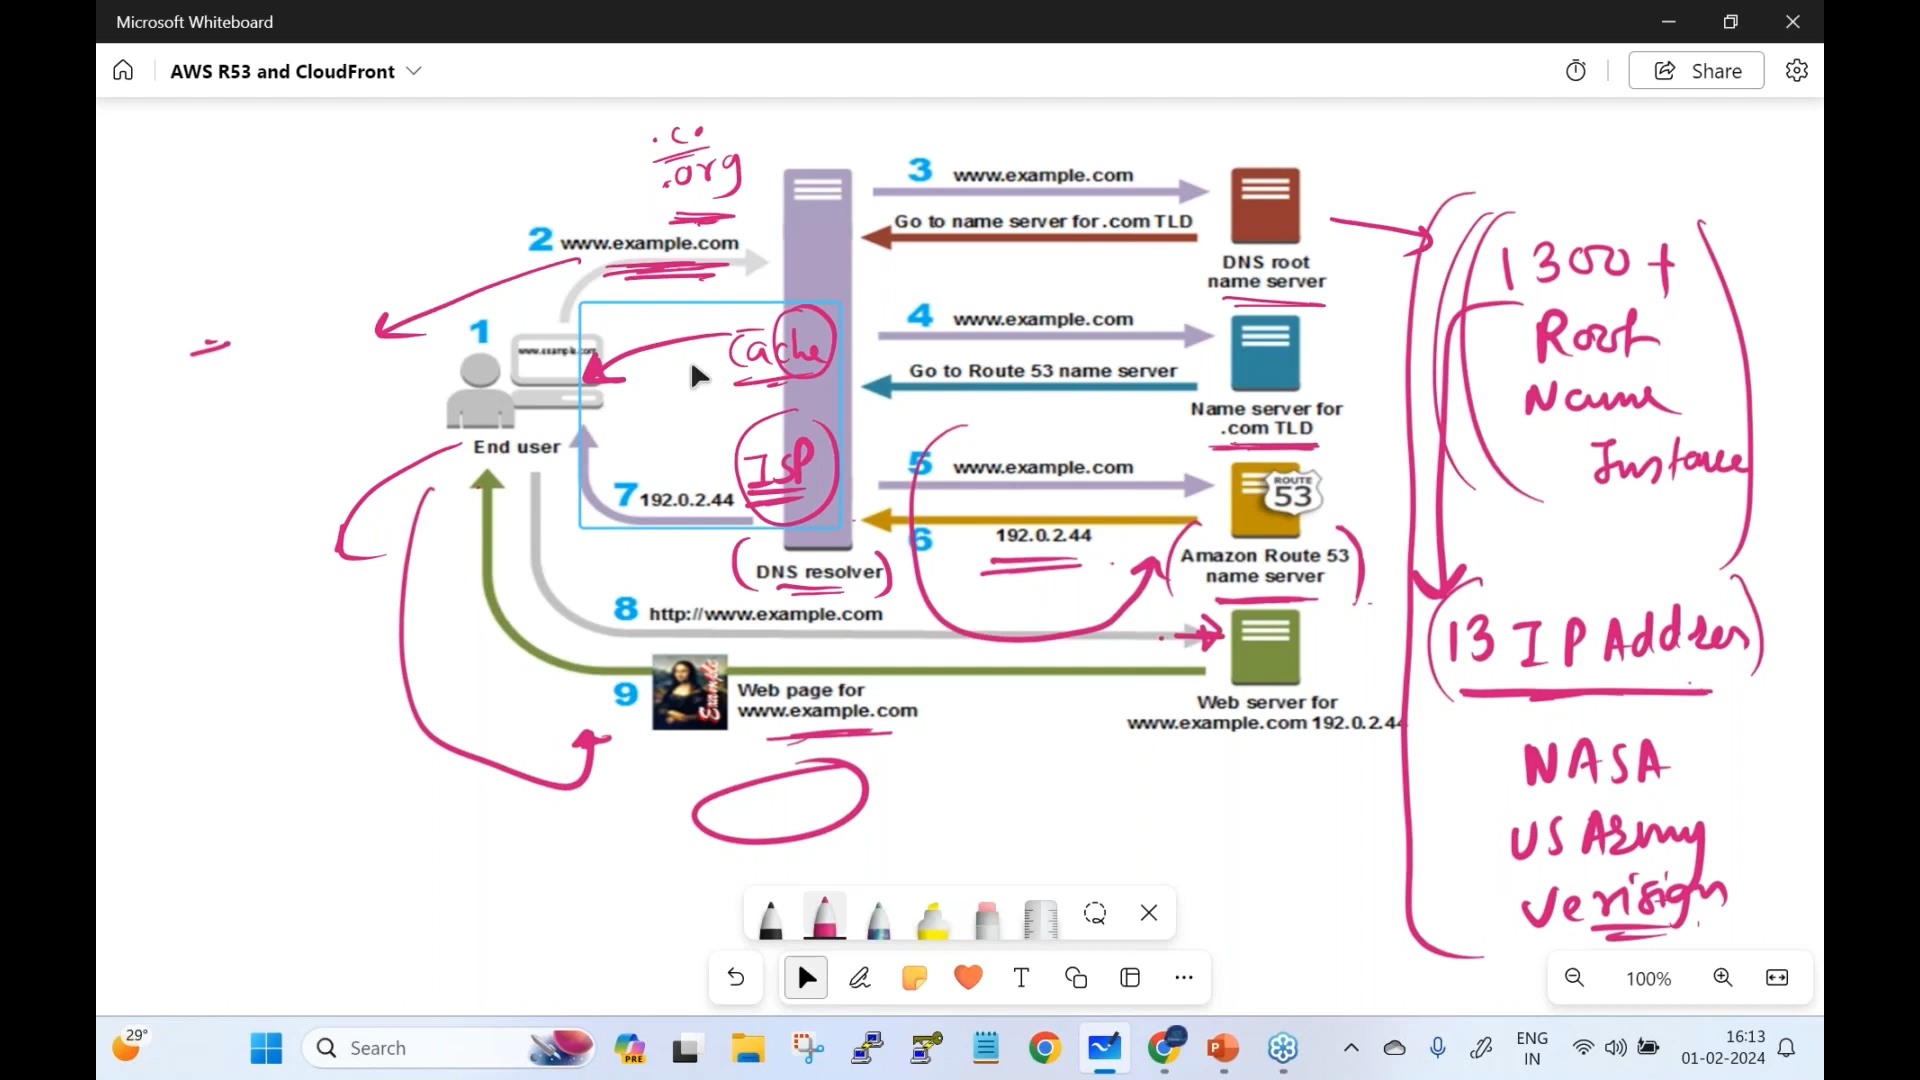 Microsoft Whiteboard
AWS R53 and CloudFront
Share
.co
.org
2 www.example.com
1
www.example.com
End user
Cache
ISP
7 192.0.2.44
DNS resolver
3 www.example.com
Go to name server for .com TLD
DNS root
name server
4 www.example.com
Go to Route 53 name server
Name server for
.com TLD
5 www.example.com
ROUTE
53
6 192.0.2.44
Amazon Route 53
name server
8 http://www.example.com
9
Example
Web page for
www.example.com
Web server for
www.example.com 192.0.2.44
1300+
Root
Name
Instance
13 IP Addres
NASA
US Army
Verisign
100%
29°
Search
PRE
ENG
IN
16:13
01-02-2024